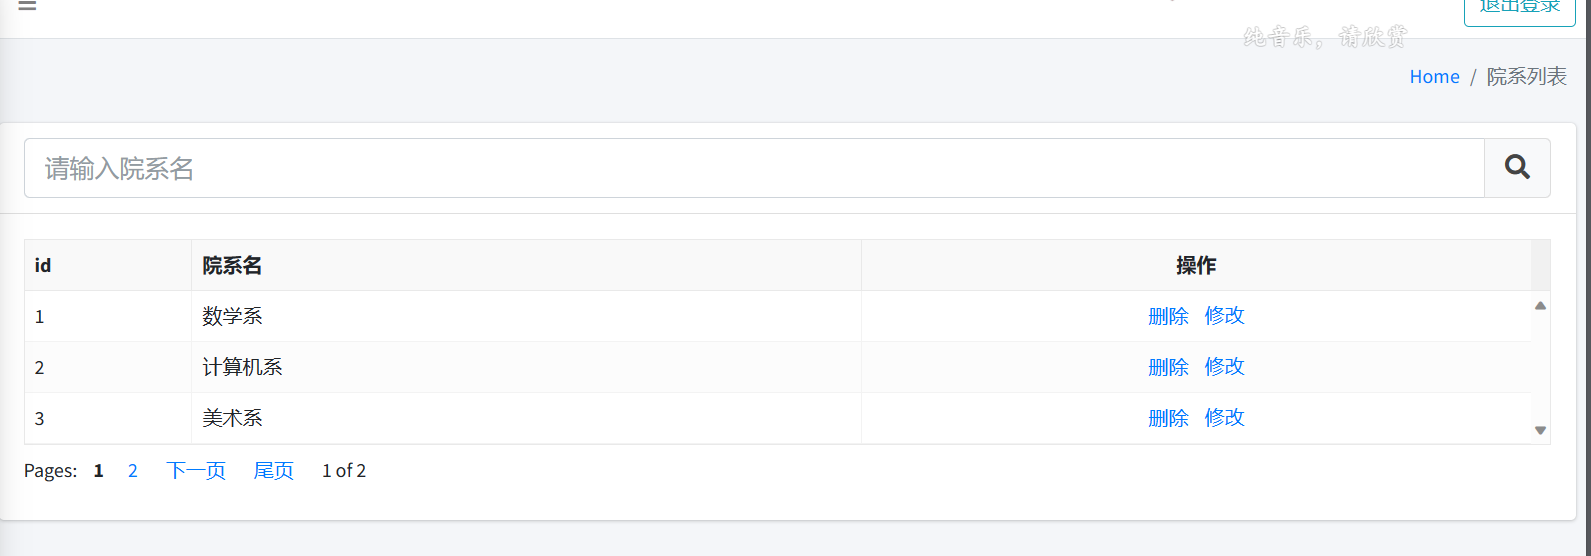 退出登录
纯音乐，请欣赏
Home / 院系列表
请输入院系名
id 院系名 操作
1 数学系 删除 修改
2 计算机系 删除 修改
3 美术系 删除 修改
Pages: 1 2 下一页 尾页 1 of 2